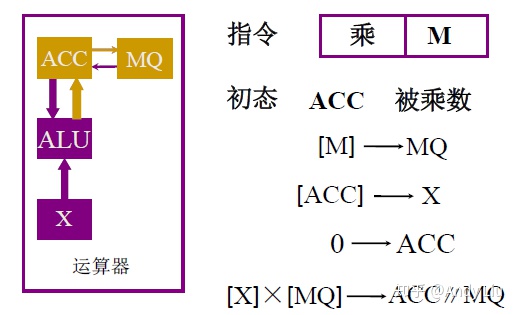 ACC MQ
ALU
X
运算器
指令 乘 M
初态 ACC 被乘数
[M] → MQ
[ACC] → X
0 → ACC
[X]×[MQ] → ACC // MQ